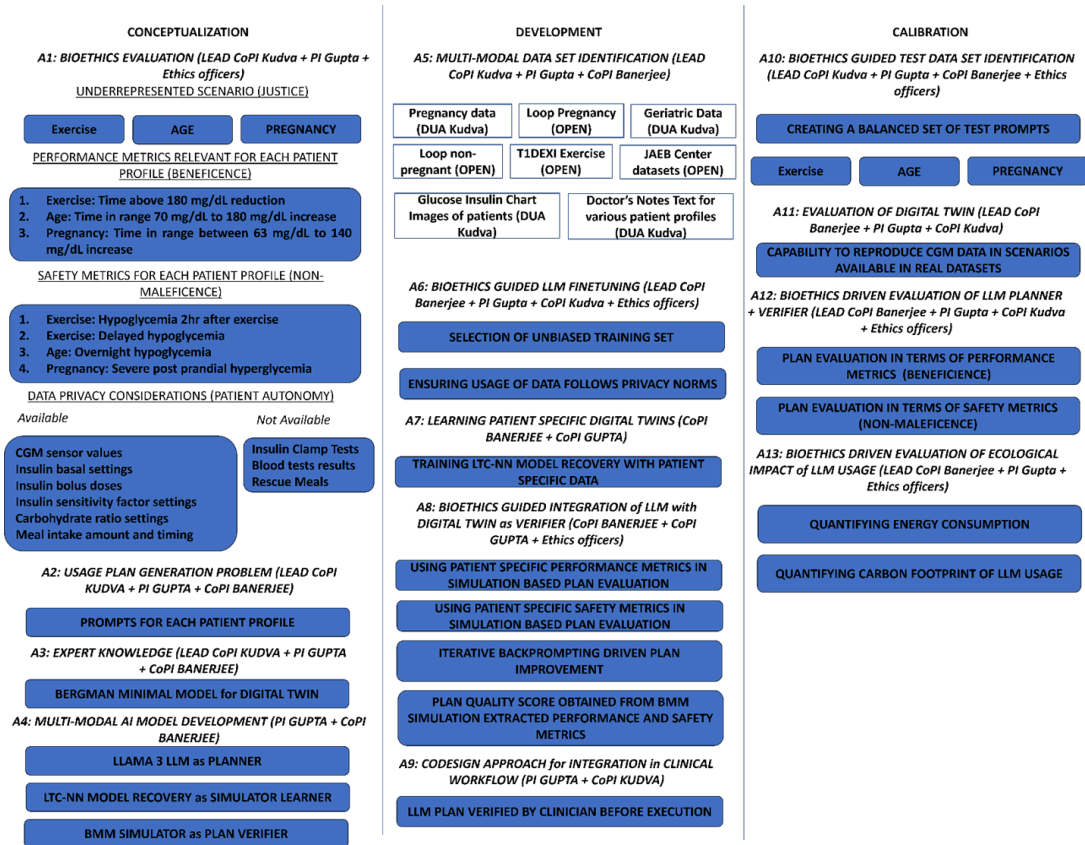 CONCEPTUALIZATION
A1: BIOETHICS EVALUATION (LEAD CoPI Kudva + PI Gupta +
Ethics officers)
UNDERREPRESENTED SCENARIO (JUSTICE)
Exercise
AGE
PREGNANCY
PERFORMANCE METRICS RELEVANT FOR EACH PATIENT
PROFILE (BENEFICENCE)
1. Exercise: Time above 180 mg/dL reduction
2. Age: Time in range 70 mg/dL to 180 mg/dL increase
3. Pregnancy: Time in range between 63 mg/dL to 140
mg/dL increase
SAFETY METRICS FOR EACH PATIENT PROFILE (NON-
MALEFICENCE)
1. Exercise: Hypoglycemia 2hr after exercise
2. Exercise: Delayed hypoglycemia
3. Age: Overnight hypoglycemia
4. Pregnancy: Severe post prandial hyperglycemia
DATA PRIVACY CONSIDERATIONS (PATIENT AUTONOMY)
Available
Not Available
CGM sensor values
Insulin basal settings
Insulin bolus doses
Insulin sensitivity factor settings
Carbohydrate ratio settings
Meal intake amount and timing
Insulin Clamp Tests
Blood tests results
Rescue Meals
A2: USAGE PLAN GENERATION PROBLEM (LEAD CoPI
KUDVA + PI GUPTA + CoPI BANERJEE)
PROMPTS FOR EACH PATIENT PROFILE
A3: EXPERT KNOWLEDGE (LEAD CoPI KUDVA + PI GUPTA
+ CoPI BANERJEE)
BERGMAN MINIMAL MODEL for DIGITAL TWIN
A4: MULTI-MODAL AI MODEL DEVELOPMENT (PI GUPTA + CoPI
BANERJEE)
LLAMA 3 LLM as PLANNER
LTC-NN MODEL RECOVERY as SIMULATOR LEARNER
BMM SIMULATOR as PLAN VERIFIER
DEVELOPMENT
A5: MULTI-MODAL DATA SET IDENTIFICATION (LEAD
CoPI Kudva + PI Gupta + CoPI Banerjee)
Pregnancy data
(DUA Kudva)
Loop Pregnancy
(OPEN)
Geriatric Data
(DUA Kudva)
Loop non-
pregnant (OPEN)
T1DEXI Exercise
(OPEN)
JAEB Center
datasets (OPEN)
Glucose Insulin Chart
Images of patients (DUA
Kudva)
Doctor's Notes Text for
various patient profiles
(DUA Kudva)
A6: BIOETHICS GUIDED LLM FINETUNING (LEAD CoPI
Banerjee + PI Gupta + CoPI Kudva + Ethics officers)
SELECTION OF UNBIASED TRAINING SET
ENSURING USAGE OF DATA FOLLOWS PRIVACY NORMS
A7: LEARNING PATIENT SPECIFIC DIGITAL TWINS (CoPI
BANERJEE + CoPI GUPTA)
TRAINING LTC-NN MODEL RECOVERY WITH PATIENT
SPECIFIC DATA
A8: BIOETHICS GUIDED INTEGRATION of LLM with
DIGITAL TWIN as VERIFIER (CoPI BANERJEE + CoPI
GUPTA + Ethics officers)
USING PATIENT SPECIFIC PERFORMANCE METRICS IN
SIMULATION BASED PLAN EVALUATION
USING PATIENT SPECIFIC SAFETY METRICS IN
SIMULATION BASED PLAN EVALUATION
ITERATIVE BACKPROMPTING DRIVEN PLAN
IMPROVEMENT
PLAN QUALITY SCORE OBTAINED FROM BMM
SIMULATION EXTRACTED PERFORMANCE AND SAFETY
METRICS
A9: CODESIGN APPROACH for INTEGRATION in CLINICAL
WORKFLOW (PI GUPTA + CoPI KUDVA)
LLM PLAN VERIFIED BY CLINICIAN BEFORE EXECUTION
CALIBRATION
A10: BIOETHICS GUIDED TEST DATA SET IDENTIFICATION
(LEAD CoPI Kudva + PI Gupta + CoPI Banerjee + Ethics
officers)
CREATING A BALANCED SET OF TEST PROMPTS
Exercise
AGE
PREGNANCY
A11: EVALUATION OF DIGITAL TWIN (LEAD CoPI
Banerjee + PI Gupta + CoPI Kudva)
CAPABILITY TO REPRODUCE CGM DATA IN SCENARIOS
AVAILABLE IN REAL DATASETS
A12: BIOETHICS DRIVEN EVALUATION OF LLM PLANNER
+ VERIFIER (LEAD CoPI Banerjee + PI Gupta + CoPI Kudva
+ Ethics officers)
PLAN EVALUATION IN TERMS OF PERFORMANCE
METRICS (BENEFICIENCE)
PLAN EVALUATION IN TERMS OF SAFETY METRICS
(NON-MALEFICENCE)
A13: BIOETHICS DRIVEN EVALUATION OF ECOLOGICAL
IMPACT of LLM USAGE (LEAD CoPI Banerjee + PI Gupta +
Ethics officers)
QUANTIFYING ENERGY CONSUMPTION
QUANTIFYING CARBON FOOTPRINT OF LLM USAGE